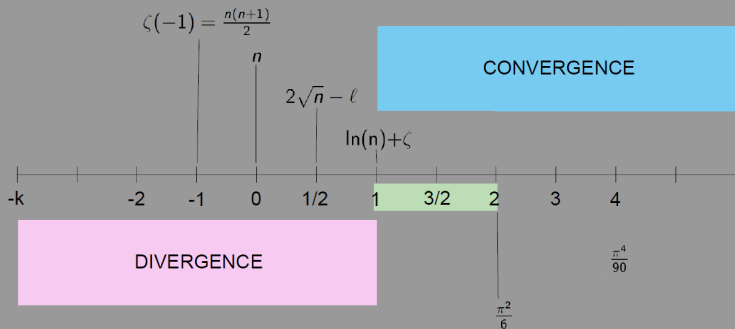 ζ(-1) = n(n+1)/2
n
CONVERGENCE
2√n − ℓ
ln(n)+ζ
-k -2 -1 0 1/2 1 3/2 2 3 4
DIVERGENCE
π⁴/90
π²/6